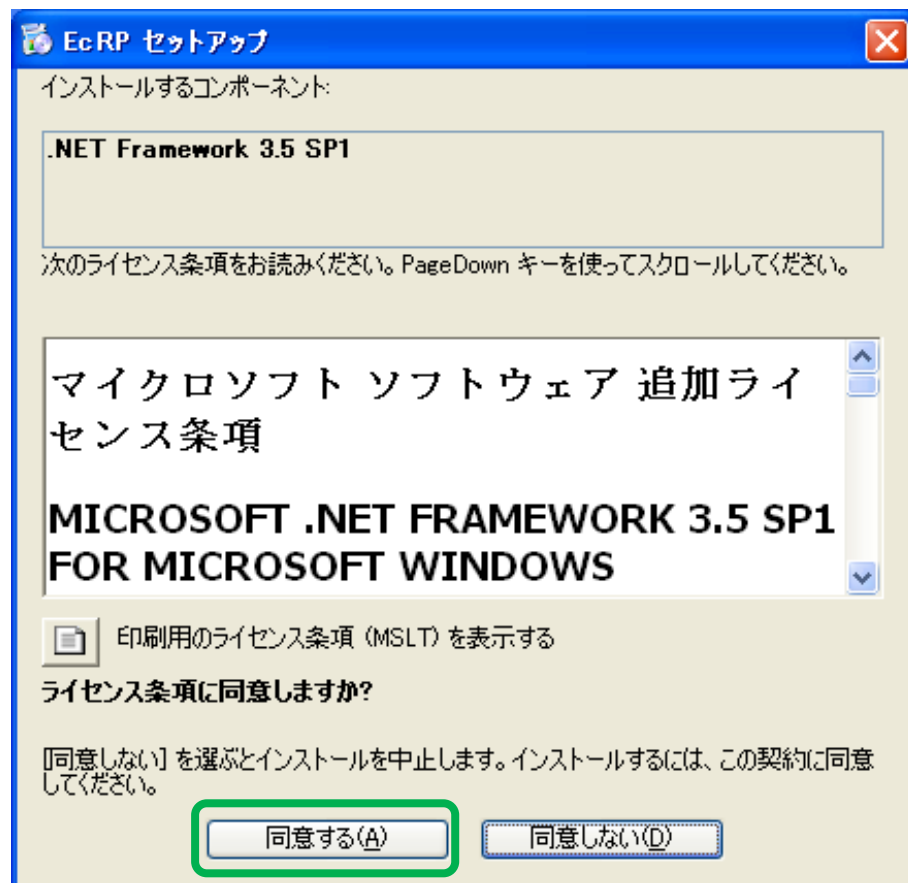 EcRP セットアップ
インストールするコンポーネント:
.NET Framework 3.5 SP1
次のライセンス条項をお読みください。PageDown キーを使ってスクロールしてください。
マイクロソフト ソフトウェア 追加ライ
センス条項
MICROSOFT .NET FRAMEWORK 3.5 SP1
FOR MICROSOFT WINDOWS
印刷用のライセンス条項 (MSLT) を表示する
ライセンス条項に同意しますか?
[同意しない] を選ぶとインストールを中止します。インストールするには、この契約に同意
してください。
同意する(A)
同意しない(D)